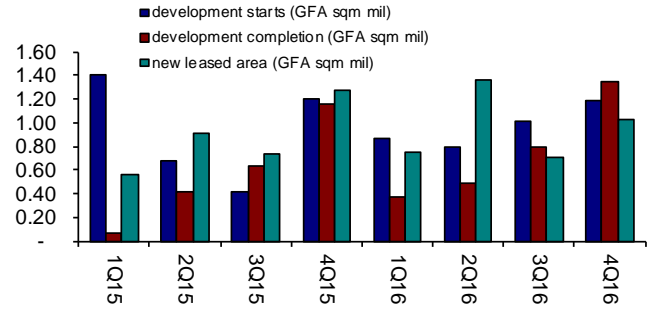 development starts (GFA sqm mil)
development completion (GFA sqm mil)
new leased area (GFA sqm mil)
1.60
1.40
1.20
1.00
0.80
0.60
0.40
0.20
-
1Q15
2Q15
3Q15
4Q15
1Q16
2Q16
3Q16
4Q16